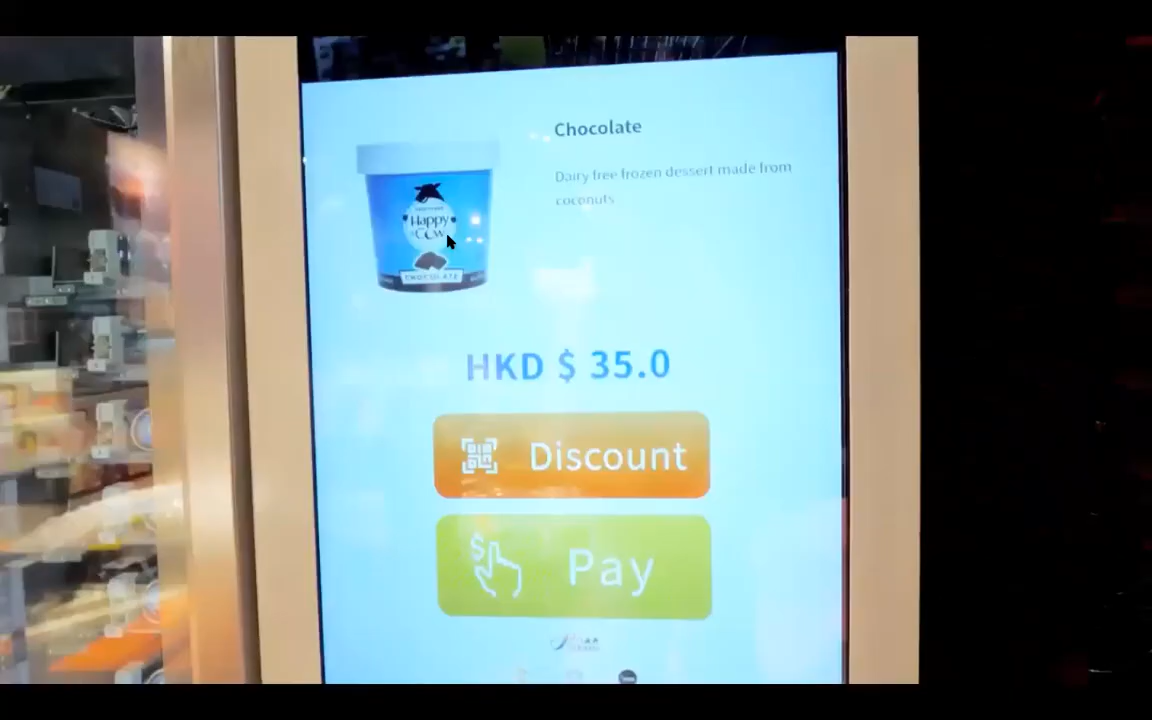 Chocolate
Dairy free frozen dessert made from
coconuts
Happy
Cow
CHOCOLATE
HKD $ 35.0
Discount
$ Pay